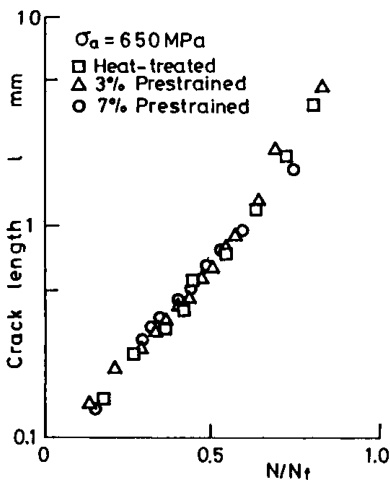 10
σa = 650 MPa
□ Heat-treated
△ 3% Prestrained
○ 7% Prestrained
Crack length l mm
1
0.1
0 0.5 1.0
N/Nf